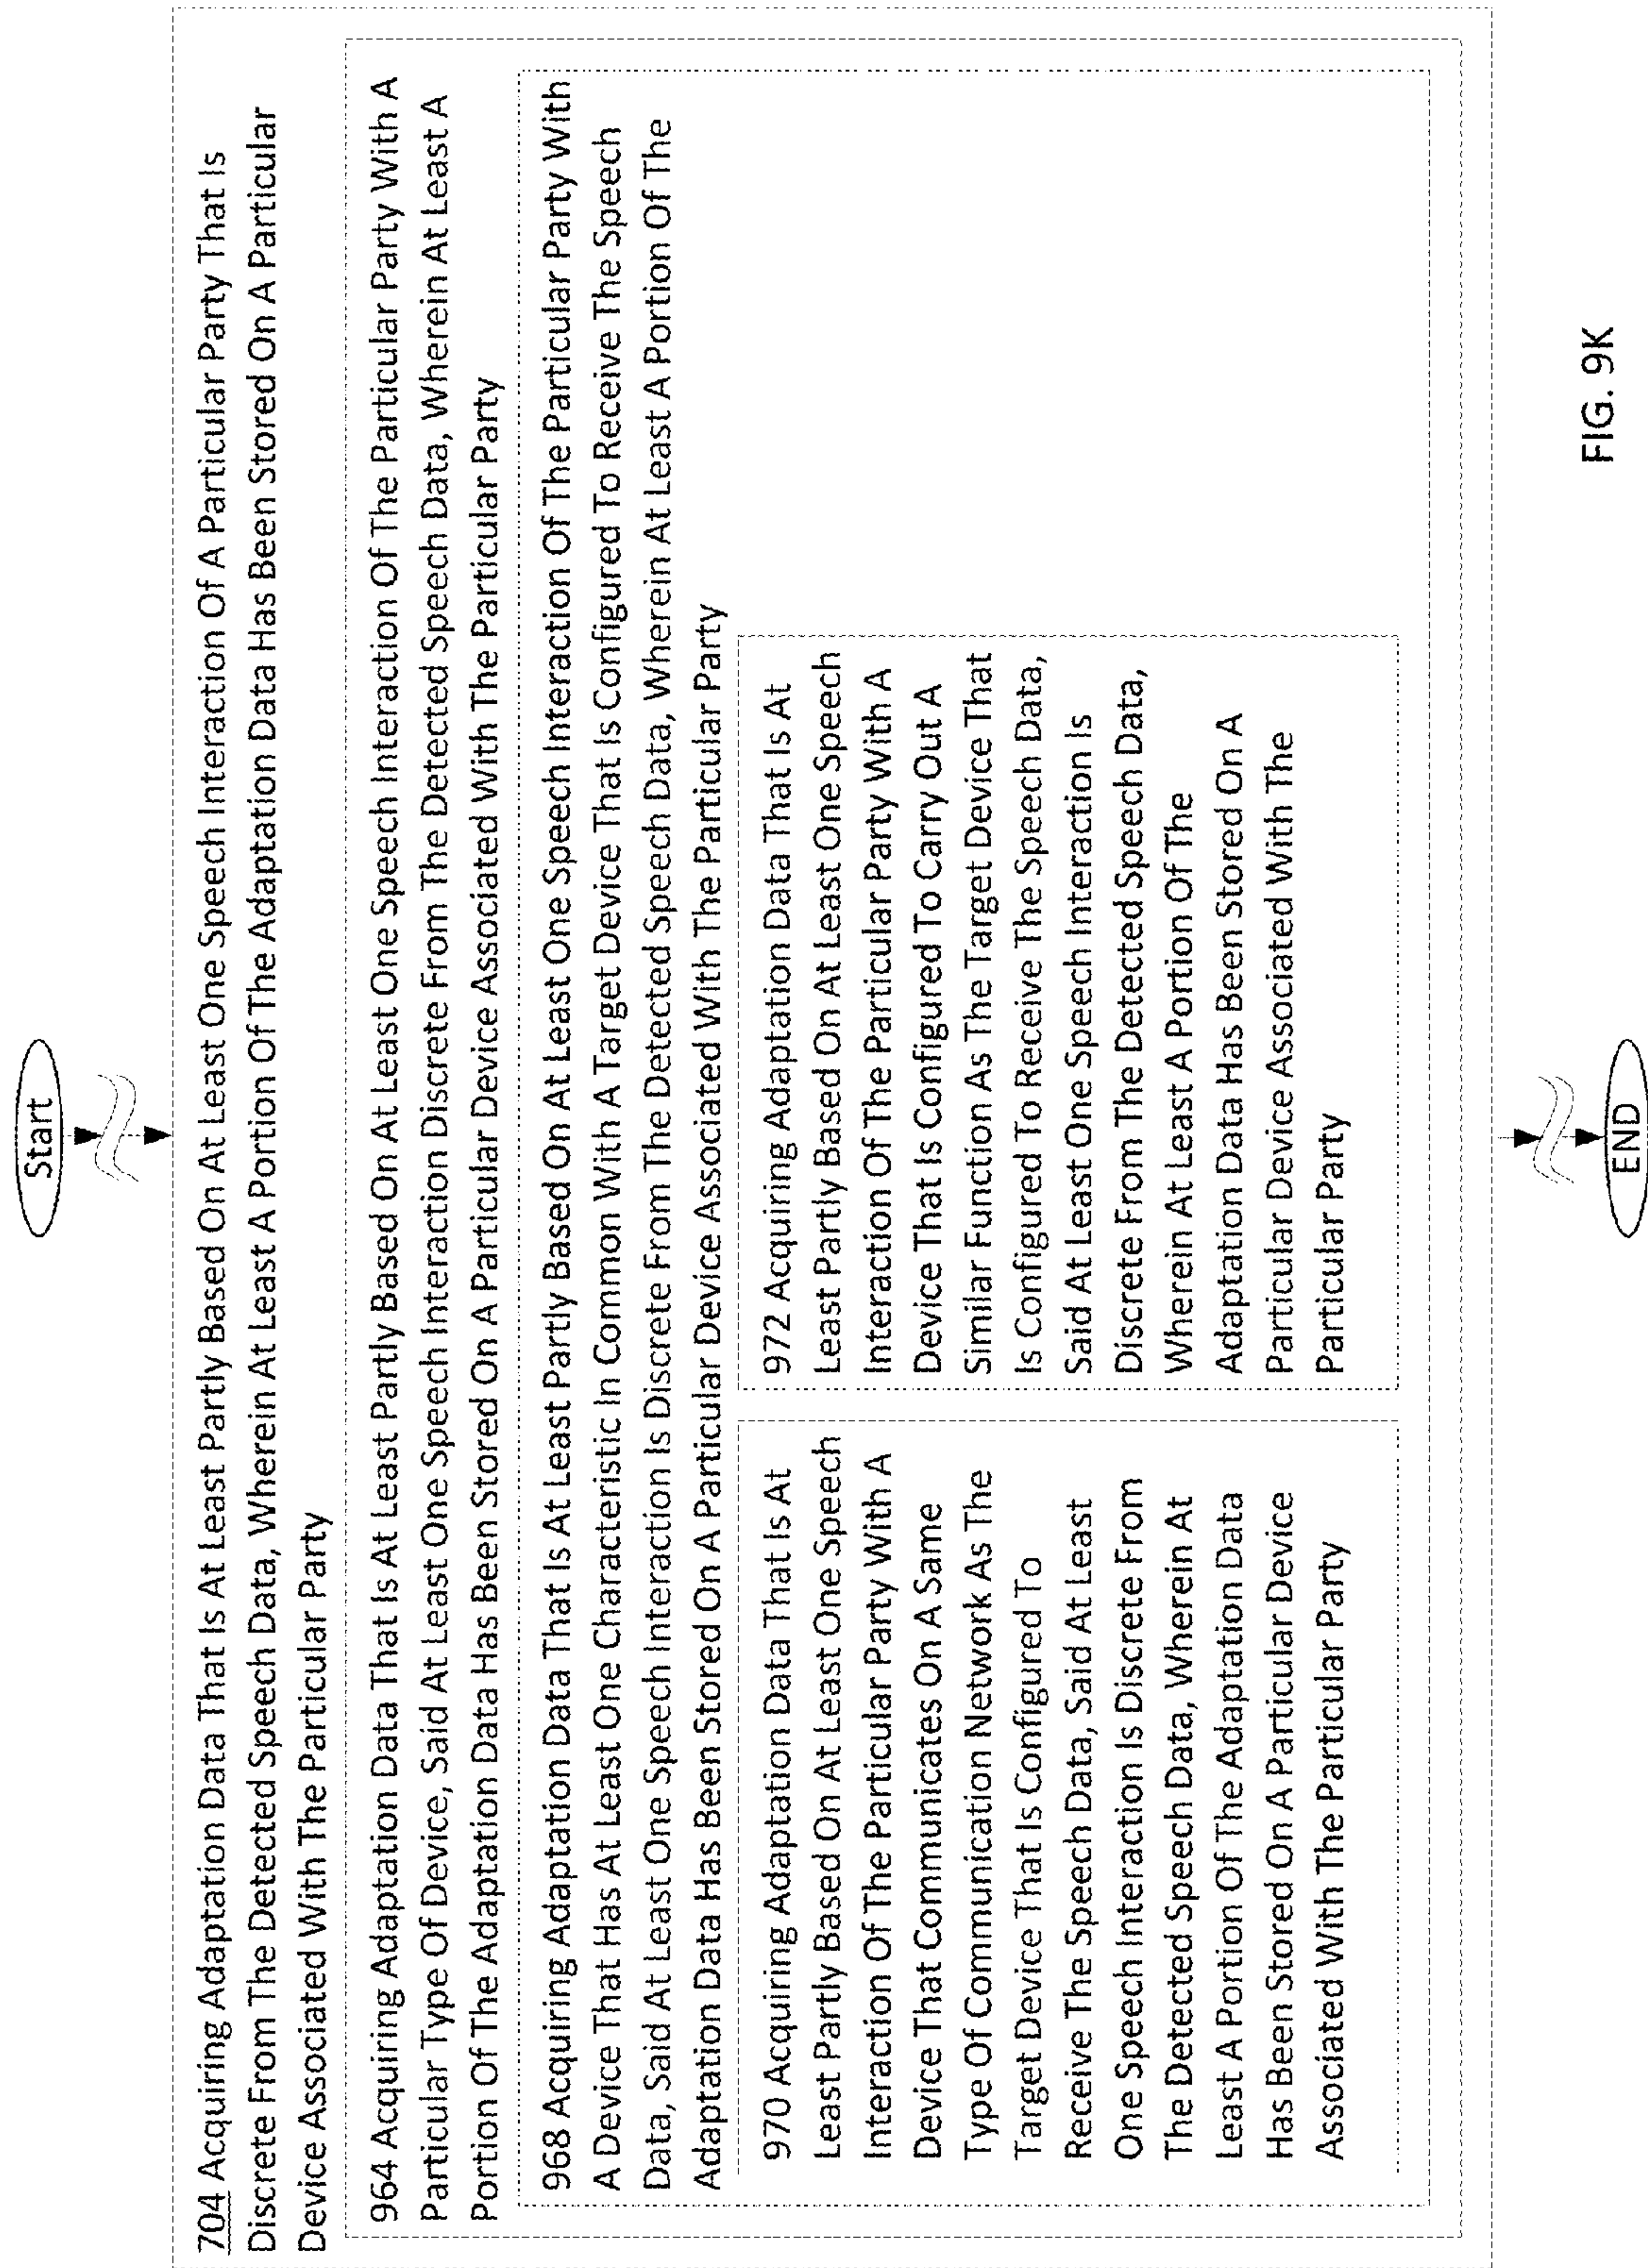 Start
704 Acquiring Adaptation Data That Is At Least Partly Based On At Least One Speech Interaction Of A Particular Party That Is
Discrete From The Detected Speech Data, Wherein At Least A Portion Of The Adaptation Data Has Been Stored On A Particular
Device Associated With The Particular Party
964 Acquiring Adaptation Data That Is At Least Partly Based On At Least One Speech Interaction Of The Particular Party With A
Particular Type Of Device, Said At Least One Speech Interaction Discrete From The Detected Speech Data, Wherein At Least A
Portion Of The Adaptation Data Has Been Stored On A Particular Device Associated With The Particular Party
968 Acquiring Adaptation Data That Is At Least Partly Based On At Least One Speech Interaction Of The Particular Party With
A Device That Has At Least One Characteristic In Common With A Target Device That Is Configured To Receive The Speech
Data, Said At Least One Speech Interaction Is Discrete From The Detected Speech Data, Wherein At Least A Portion Of The
Adaptation Data Has Been Stored On A Particular Device Associated With The Particular Party
970 Acquiring Adaptation Data That Is At
Least Partly Based On At Least One Speech
Interaction Of The Particular Party With A
Device That Communicates On A Same
Type Of Communication Network As The
Target Device That Is Configured To
Receive The Speech Data, Said At Least
One Speech Interaction Is Discrete From
The Detected Speech Data, Wherein At
Least A Portion Of The Adaptation Data
Has Been Stored On A Particular Device
Associated With The Particular Party
972 Acquiring Adaptation Data That Is At
Least Partly Based On At Least One Speech
Interaction Of The Particular Party With A
Device That Is Configured To Carry Out A
Similar Function As The Target Device That
Is Configured To Receive The Speech Data,
Said At Least One Speech Interaction Is
Discrete From The Detected Speech Data,
Wherein At Least A Portion Of The
Adaptation Data Has Been Stored On A
Particular Device Associated With The
Particular Party
END
FIG. 9K